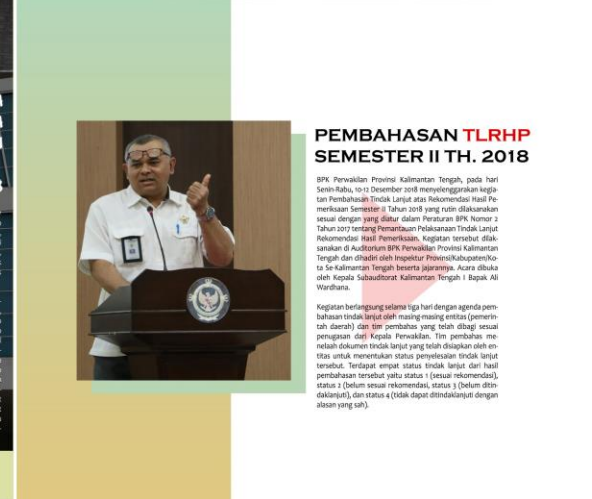 PEMBAHASAN TLRHP
SEMESTER II TH. 2018
BPK Perwakilan Provinsi Kalimantan Tengah, pada hari
Senin-Rabu, 10-12 Desember 2018 menyelenggarakan kegia-
tan Pembahasan Tindak Lanjut atas Rekomendasi Hasil Pe-
meriksaan Semester II Tahun 2018 yang rutin dilaksanakan
sesuai dengan yang diatur dalam Peraturan BPK Nomor 2
Tahun 2017 tentang Pemantauan Pelaksanaan Tindak Lanjut
Rekomendasi Hasil Pemeriksaan. Kegiatan tersebut dilak-
sanakan di Auditorium BPK Perwakilan Provinsi Kalimantan
Tengah dan dihadiri oleh Inspektur Provinsi/Kabupaten/Ko-
ta Se-Kalimantan Tengah beserta jajarannya. Acara dibuka
oleh Kepala Subauditorat Kalimantan Tengah I Bapak Ali
Wardhana.
Kegiatan berlangsung selama tiga hari dengan agenda pem-
bahasan tindak lanjut oleh masing-masing entitas (pemerin-
tah daerah) dan tim pembahas yang telah dibagi sesuai
penugasan dari Kepala Perwakilan. Tim pembahas me-
nelaah dokumen tindak lanjut yang telah disiapkan oleh en-
titas untuk menentukan status penyelesaian tindak lanjut
tersebut. Terdapat empat status tindak lanjut dari hasil
pembahasan tersebut yaitu status 1 (sesuai rekomendasi),
status 2 (belum sesuai rekomendasi, status 3 (belum ditin-
daklanjuti), dan status 4 (tidak dapat ditindaklanjuti dengan
alasan yang sah).